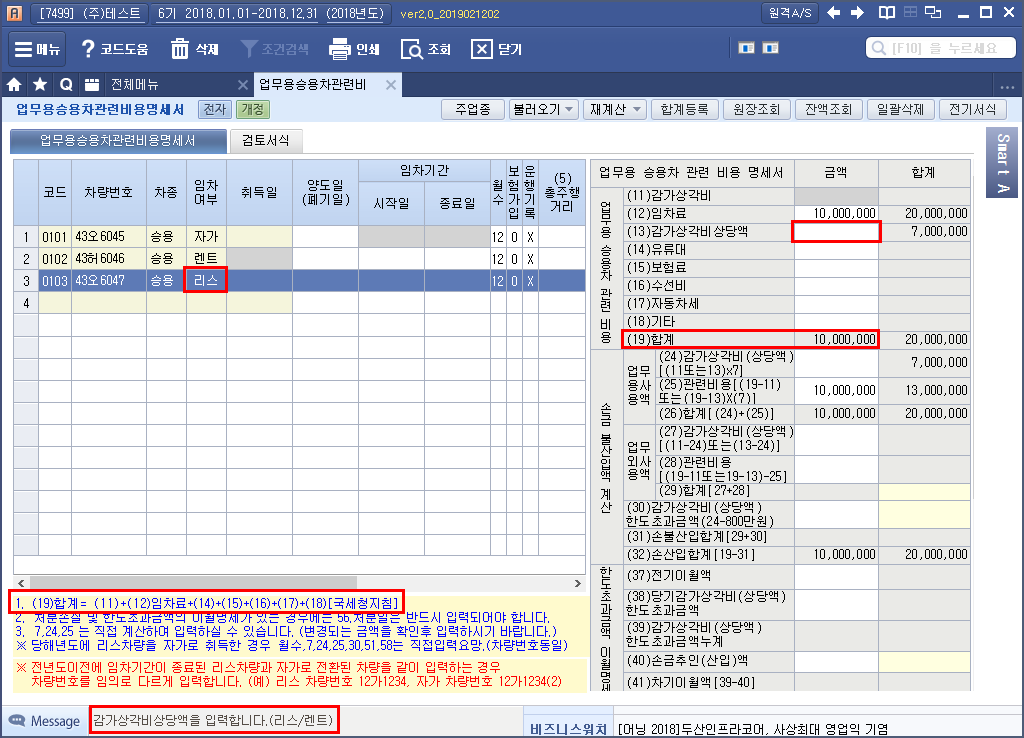 A [7499] (주)테스트 6기 2018.01.01-2018.12.31 (2018년도) ver2.0_2019021202 원격A/S
메뉴 ? 코드도움 삭제 조건검색 인쇄 조회 닫기 [F10] 을 누르세요
Q 전체메뉴 업무용승용차관련비 ...
업무용승용차관련비용명세서 전자 개정 주업종 불러오기 재계산 합계등록 원장조회 잔액조회 일괄삭제 전기서식
업무용승용차관련비용명세서 검토서식
Smart A
코드 차량번호 차종 임차여부 취득일 양도일(폐기일) 임차기간 시작일 종료일 월수 보험가입 운행기록 (5)총주행거리
1 0101 43오6045 승용 자가 12 0 X
2 0102 43허6046 승용 렌트 12 0 X
3 0103 43오6047 승용 리스 12 0 X
4
업무용 승용차 관련 비용 명세서 금액 합계
업무용 승용차 관련 비용
(11)감가상각비
(12)임차료 10,000,000 20,000,000
(13)감가상각비상당액 7,000,000
(14)유류대
(15)보험료
(16)수선비
(17)자동차세
(18)기타
(19)합계 10,000,000 20,000,000
손금 불산입액 계산
업무용사용액
(24)감가상각비(상당액)
[(11또는13)x7] 7,000,000
(25)관련비용[(19-11)
또는(19-13)X(7)] 10,000,000 13,000,000
(26)합계[(24)+(25)] 10,000,000 20,000,000
업무외사용액
(27)감가상각비(상당액)
[(11-24)또는(13-24)]
(28)관련비용
[(19-11또는19-13)-25]
(29)합계[27+28]
(30)감가상각비(상당액)
한도초과금액(24-800만원)
(31)손불산입합계[29+30]
(32)손산입합계[19-31] 10,000,000 20,000,000
한도초과금액 이월명세
(37)전기이월액
(38)당기감가상각비(상당액)
한도초과금액
(39)감가상각비(상당액)
한도초과금액누계
(40)손금추인(산입)액
(41)차기이월액[39-40]
1. (19)합계= (11)+(12)임차료+(14)+(15)+(16)+(17)+(18)[국세청지침]
2. 처분손실 및 한도초과금액의 이월명세가 있는 경우에는 56,처분일은 반드시 입력되어야 합니다.
3. 7,24,25 는 직접 계산하며 입력하실 수 있습니다. (변경되는 금액을 확인후 입력하시기 바랍니다.)
※ 당해년도에 리스차량을 자가로 취득한 경우 월수,7,24,25,30,51,58는 직접입력요망.(차량번호동일)
※ 전년도이전에 임차기간이 종료된 리스차량과 자가로 전환된 차량을 같이 입력하는 경우
차량번호를 임의로 다르게 입력합니다. (예) 리스 차량번호 12가1234, 자가 차량번호 12가1234(2)
Message 감가상각비상당액을 입력합니다.(리스/렌트) 비즈니스워치 [어닝 2018]두산인프라코어, 사상최대 영업익 기염